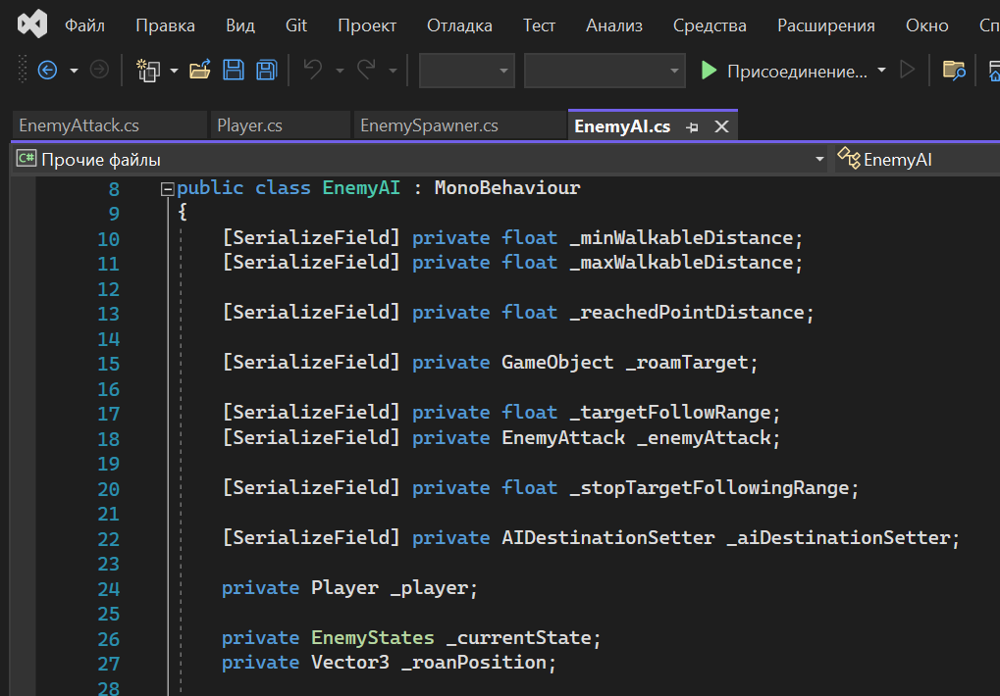 Файл Правка Вид Git Проект Отладка Тест Анализ Средства Расширения Окно Сп
Присоединение...
EnemyAttack.cs Player.cs EnemySpawner.cs EnemyAI.cs
C# Прочие файлы EnemyAI
8 public class EnemyAI : MonoBehaviour
9 {
10 [SerializeField] private float _minWalkableDistance;
11 [SerializeField] private float _maxWalkableDistance;
12
13 [SerializeField] private float _reachedPointDistance;
14
15 [SerializeField] private GameObject _roamTarget;
16
17 [SerializeField] private float _targetFollowRange;
18 [SerializeField] private EnemyAttack _enemyAttack;
19
20 [SerializeField] private float _stopTargetFollowingRange;
21
22 [SerializeField] private AIDestinationSetter _aiDestinationSetter;
23
24 private Player _player;
25
26 private EnemyStates _currentState;
27 private Vector3 _roanPosition;
28